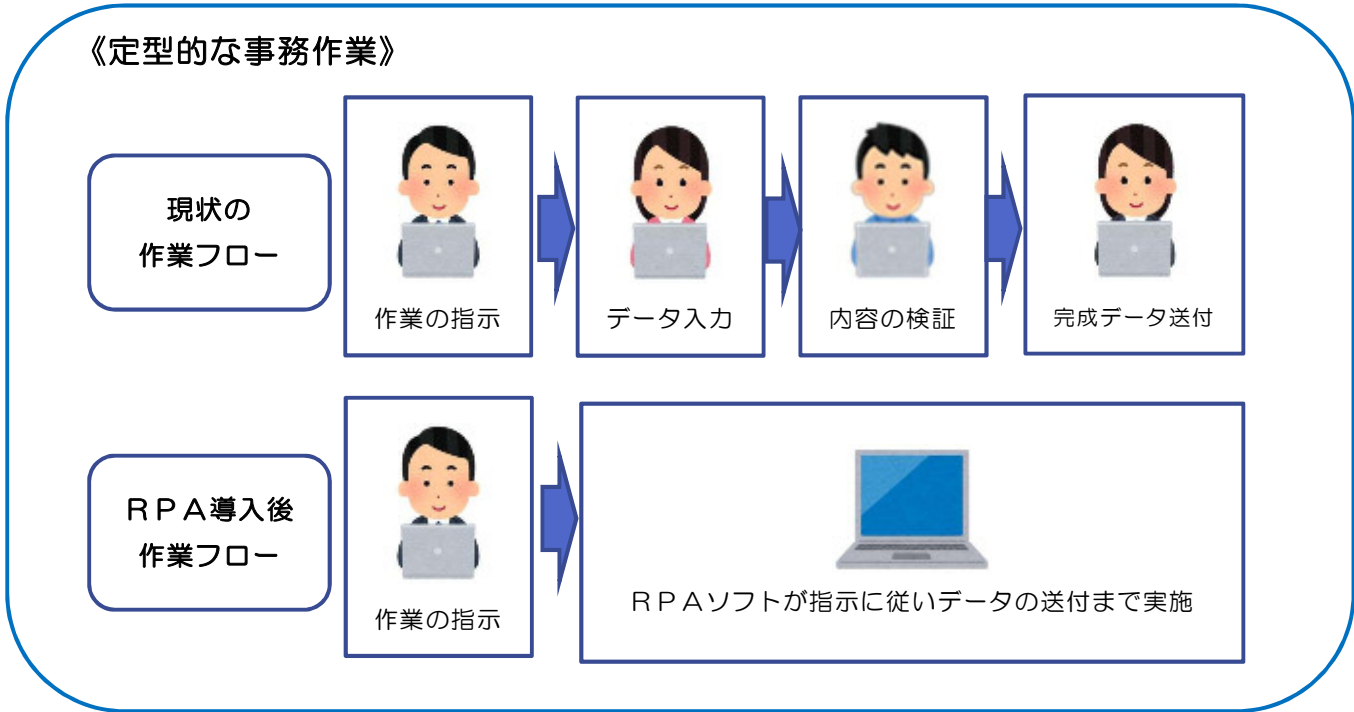 《定型的な事務作業》
現状の
作業フロー
作業の指示
データ入力
内容の検証
完成データ送付
ＲＰＡ導入後
作業フロー
作業の指示
ＲＰＡソフトが指示に従いデータの送付まで実施